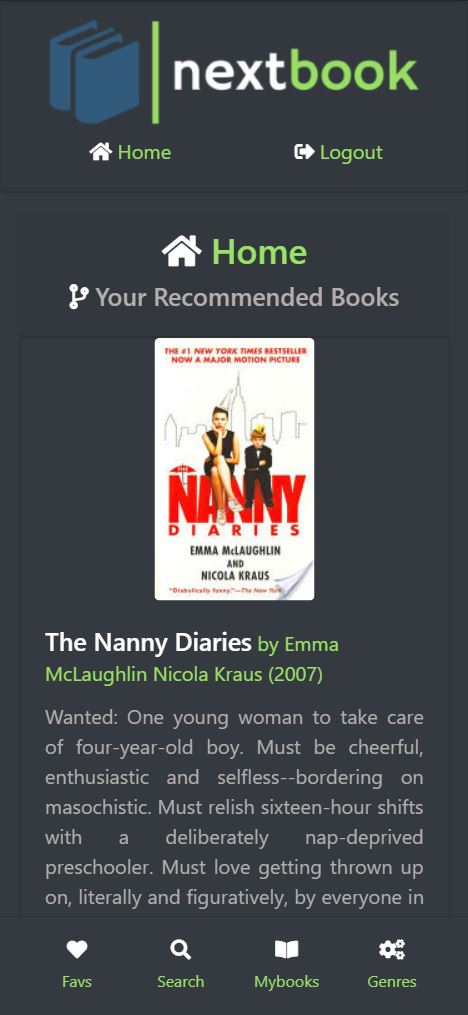 nextbook
Home
Logout
Home
Your Recommended Books
THE #1 NEW YORK TIMES BESTSELLER
NOW A MAJOR MOTION PICTURE
THE
NANNY
DIARIES
EMMA McLAUGHLIN
AND
NICOLA KRAUS
"Diabolically funny."—The New York
The Nanny Diaries by Emma
McLaughlin Nicola Kraus (2007)
Wanted: One young woman to take care
of four-year-old boy. Must be cheerful,
enthusiastic and selfless--bordering on
masochistic. Must relish sixteen-hour shifts
with a deliberately nap-deprived
preschooler. Must love getting thrown up
on, literally and figuratively, by everyone in
Favs
Search
Mybooks
Genres